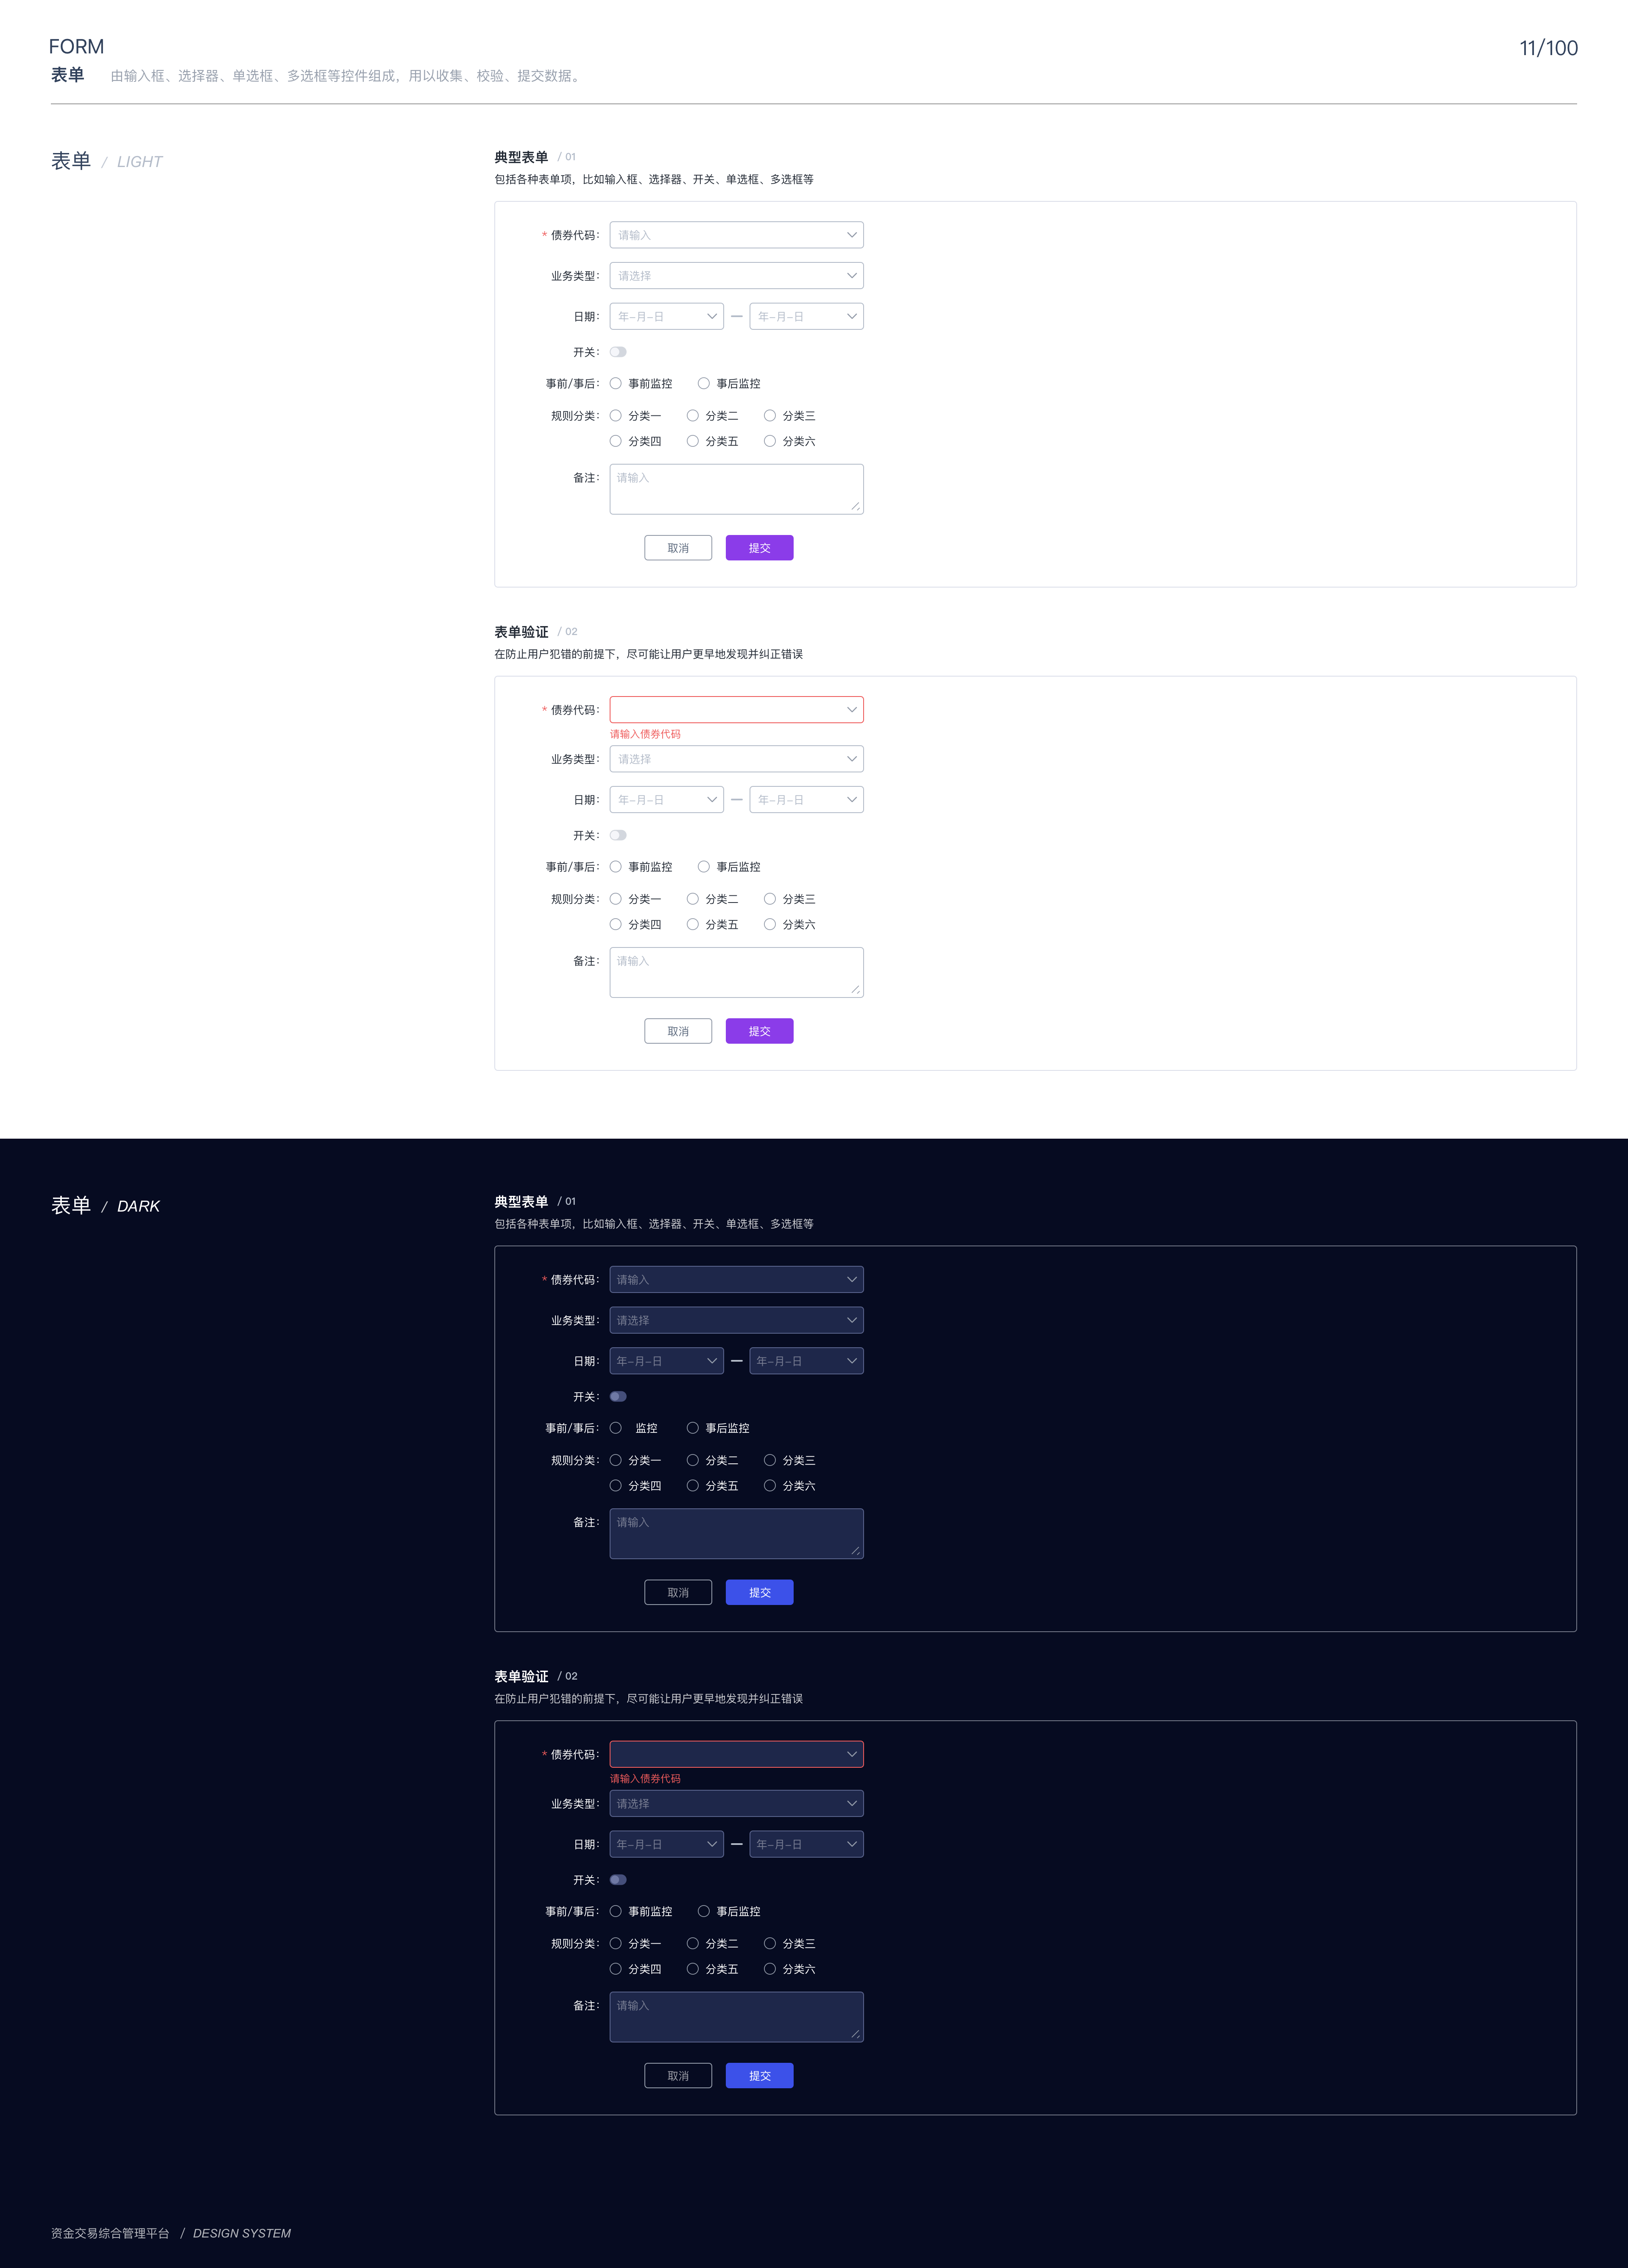 FORM
11/100
表单 由输入框、选择器、单选框、多选框等控件组成，用以收集、校验、提交数据。
表单 / LIGHT
典型表单 / 01
包括各种表单项，比如输入框、选择器、开关、单选框、多选框等
* 债券代码： 请输入
业务类型： 请选择
日期： 年-月-日 — 年-月-日
开关：
事前/事后： 事前监控 事后监控
规则分类： 分类一 分类二 分类三
分类四 分类五 分类六
备注： 请输入
取消 提交
表单验证 / 02
在防止用户犯错的前提下，尽可能让用户更早地发现并纠正错误
* 债券代码：
请输入债券代码
业务类型： 请选择
日期： 年-月-日 — 年-月-日
开关：
事前/事后： 事前监控 事后监控
规则分类： 分类一 分类二 分类三
分类四 分类五 分类六
备注： 请输入
取消 提交
表单 / DARK
典型表单 / 01
包括各种表单项，比如输入框、选择器、开关、单选框、多选框等
* 债券代码： 请输入
业务类型： 请选择
日期： 年-月-日 — 年-月-日
开关：
事前/事后： 监控 事后监控
规则分类： 分类一 分类二 分类三
分类四 分类五 分类六
备注： 请输入
取消 提交
表单验证 / 02
在防止用户犯错的前提下，尽可能让用户更早地发现并纠正错误
* 债券代码：
请输入债券代码
业务类型： 请选择
日期： 年-月-日 — 年-月-日
开关：
事前/事后： 事前监控 事后监控
规则分类： 分类一 分类二 分类三
分类四 分类五 分类六
备注： 请输入
取消 提交
资金交易综合管理平台 / DESIGN SYSTEM